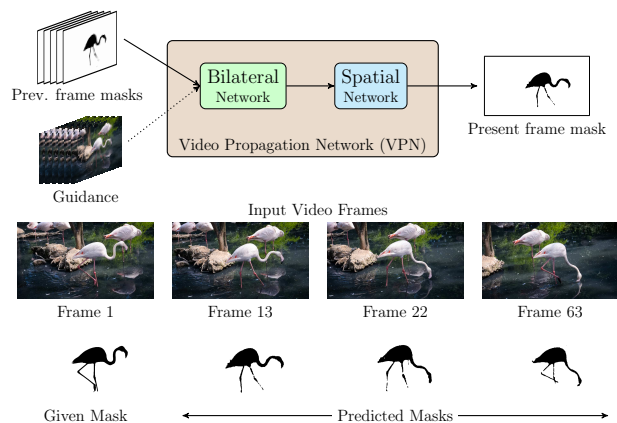 Prev. frame masks
Guidance
Bilateral
Network
Spatial
Network
Video Propagation Network (VPN)
Present frame mask
Input Video Frames
Frame 1
Frame 13
Frame 22
Frame 63
Given Mask
Predicted Masks